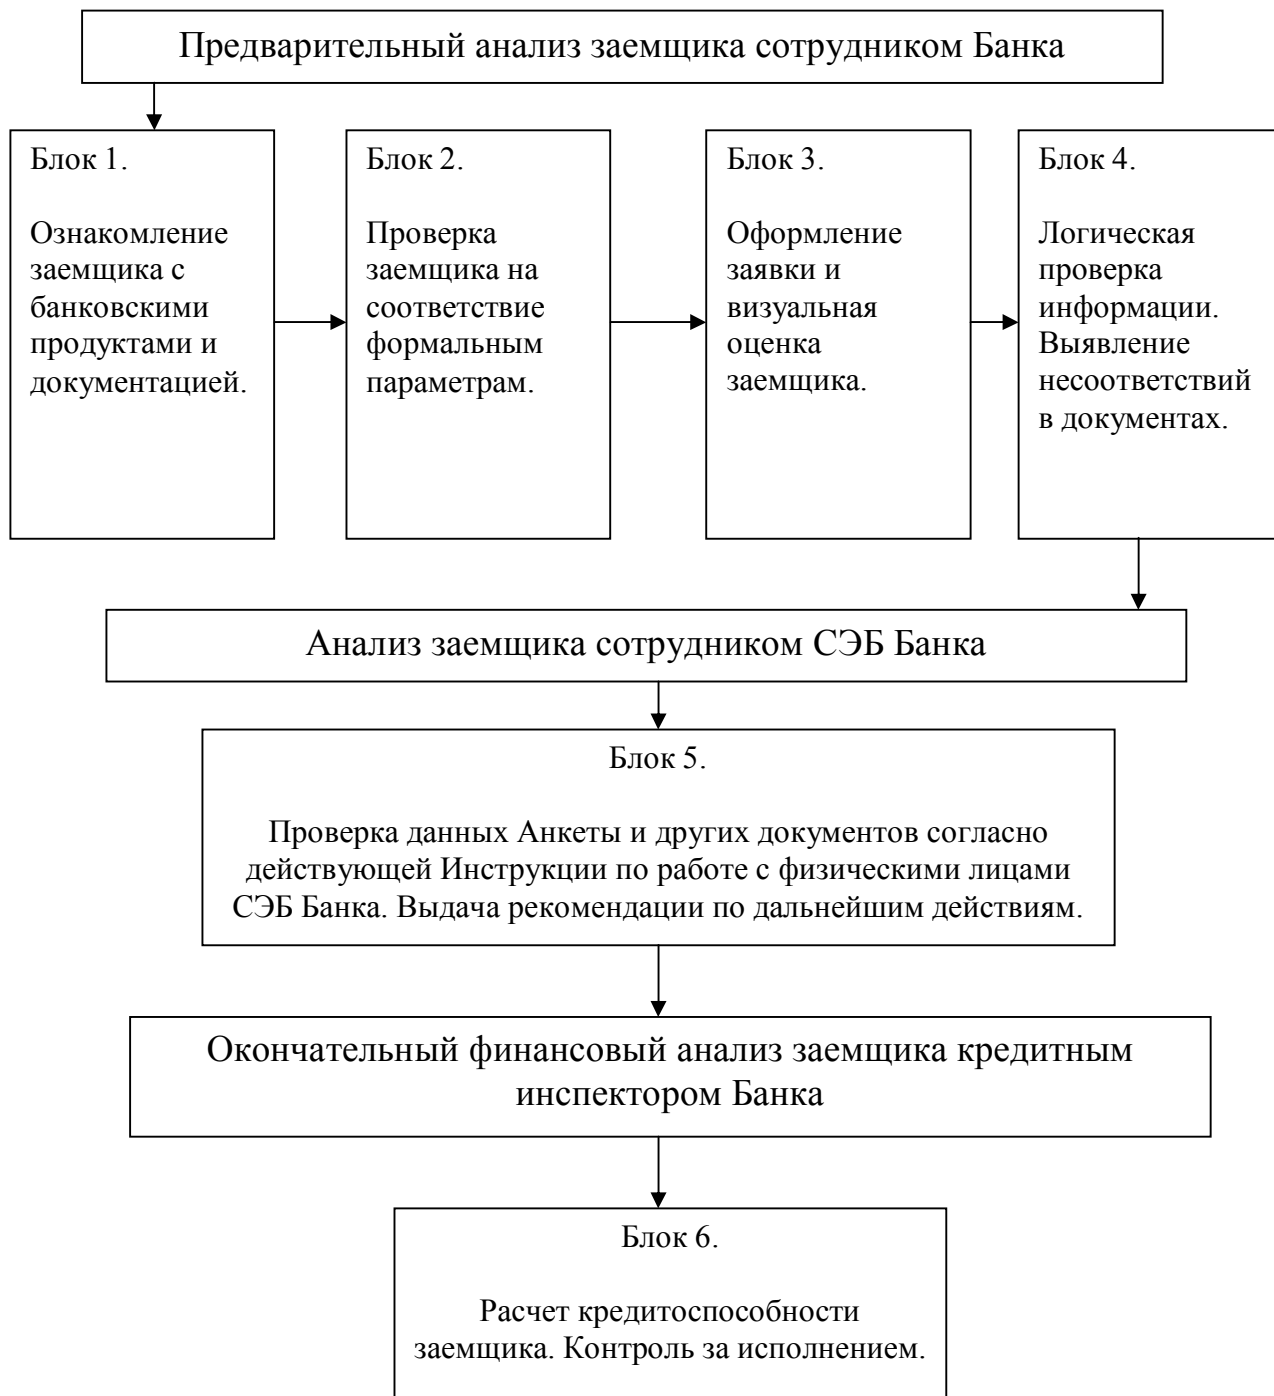 Предварительный анализ заемщика сотрудником Банка
Блок 1.
Ознакомление
заемщика с
банковскими
продуктами и
документацией.
Блок 2.
Проверка
заемщика на
соответствие
формальным
параметрам.
Блок 3.
Оформление
заявки и
визуальная
оценка
заемщика.
Блок 4.
Логическая
проверка
информации.
Выявление
несоответствий
в документах.
Анализ заемщика сотрудником СЭБ Банка
Блок 5.
Проверка данных Анкеты и других документов согласно
действующей Инструкции по работе с физическими лицами
СЭБ Банка. Выдача рекомендации по дальнейшим действиям.
Окончательный финансовый анализ заемщика кредитным
инспектором Банка
Блок 6.
Расчет кредитоспособности
заемщика. Контроль за исполнением.